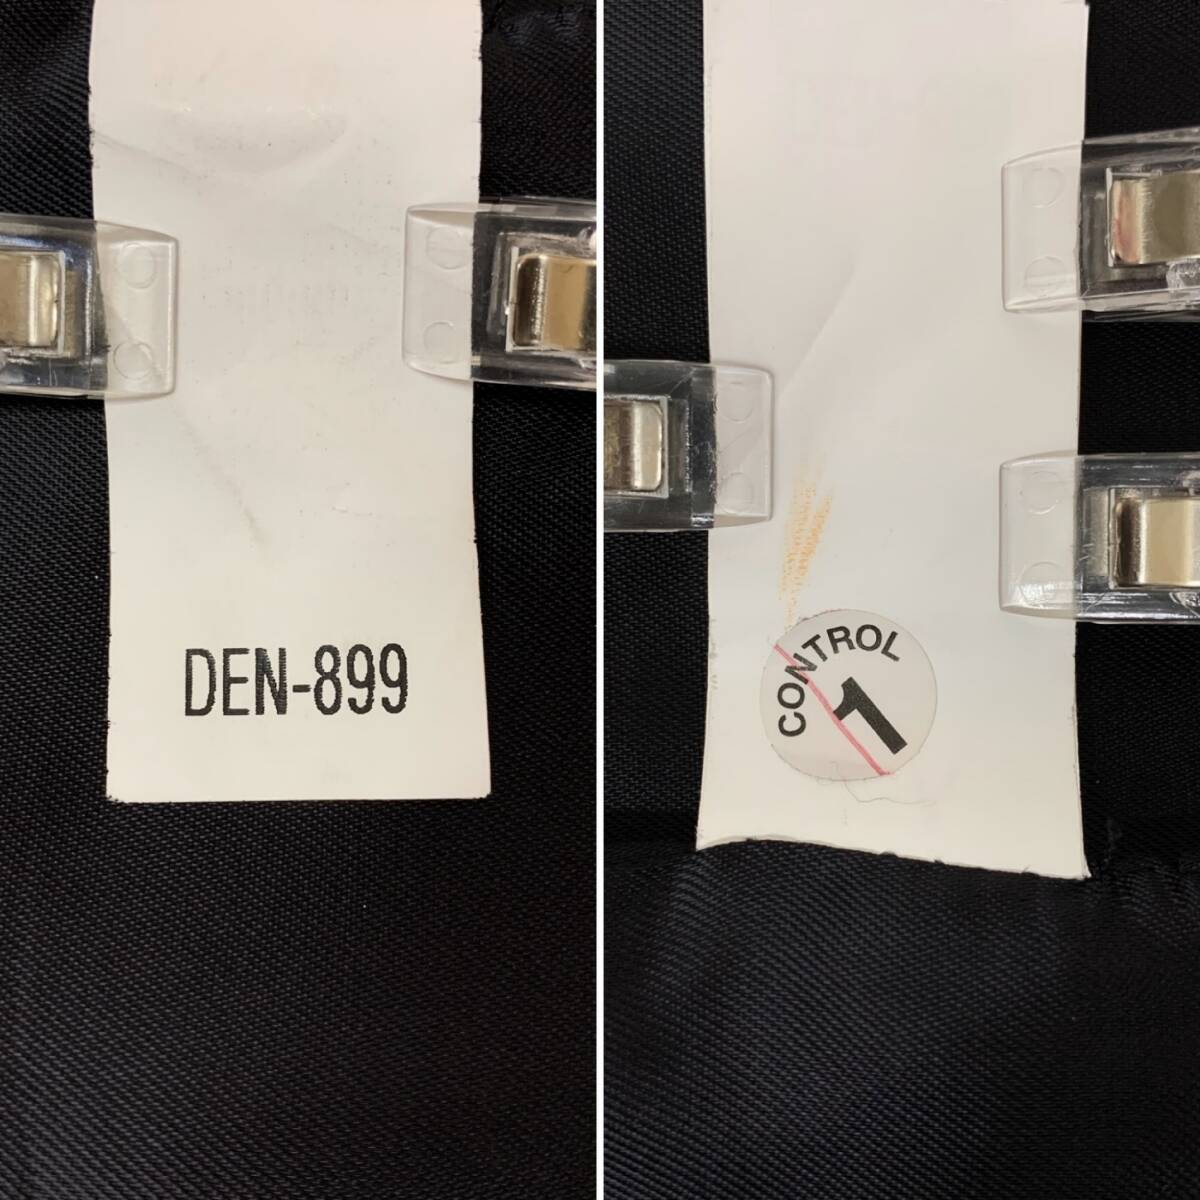 DEN-899
CONTROL
1